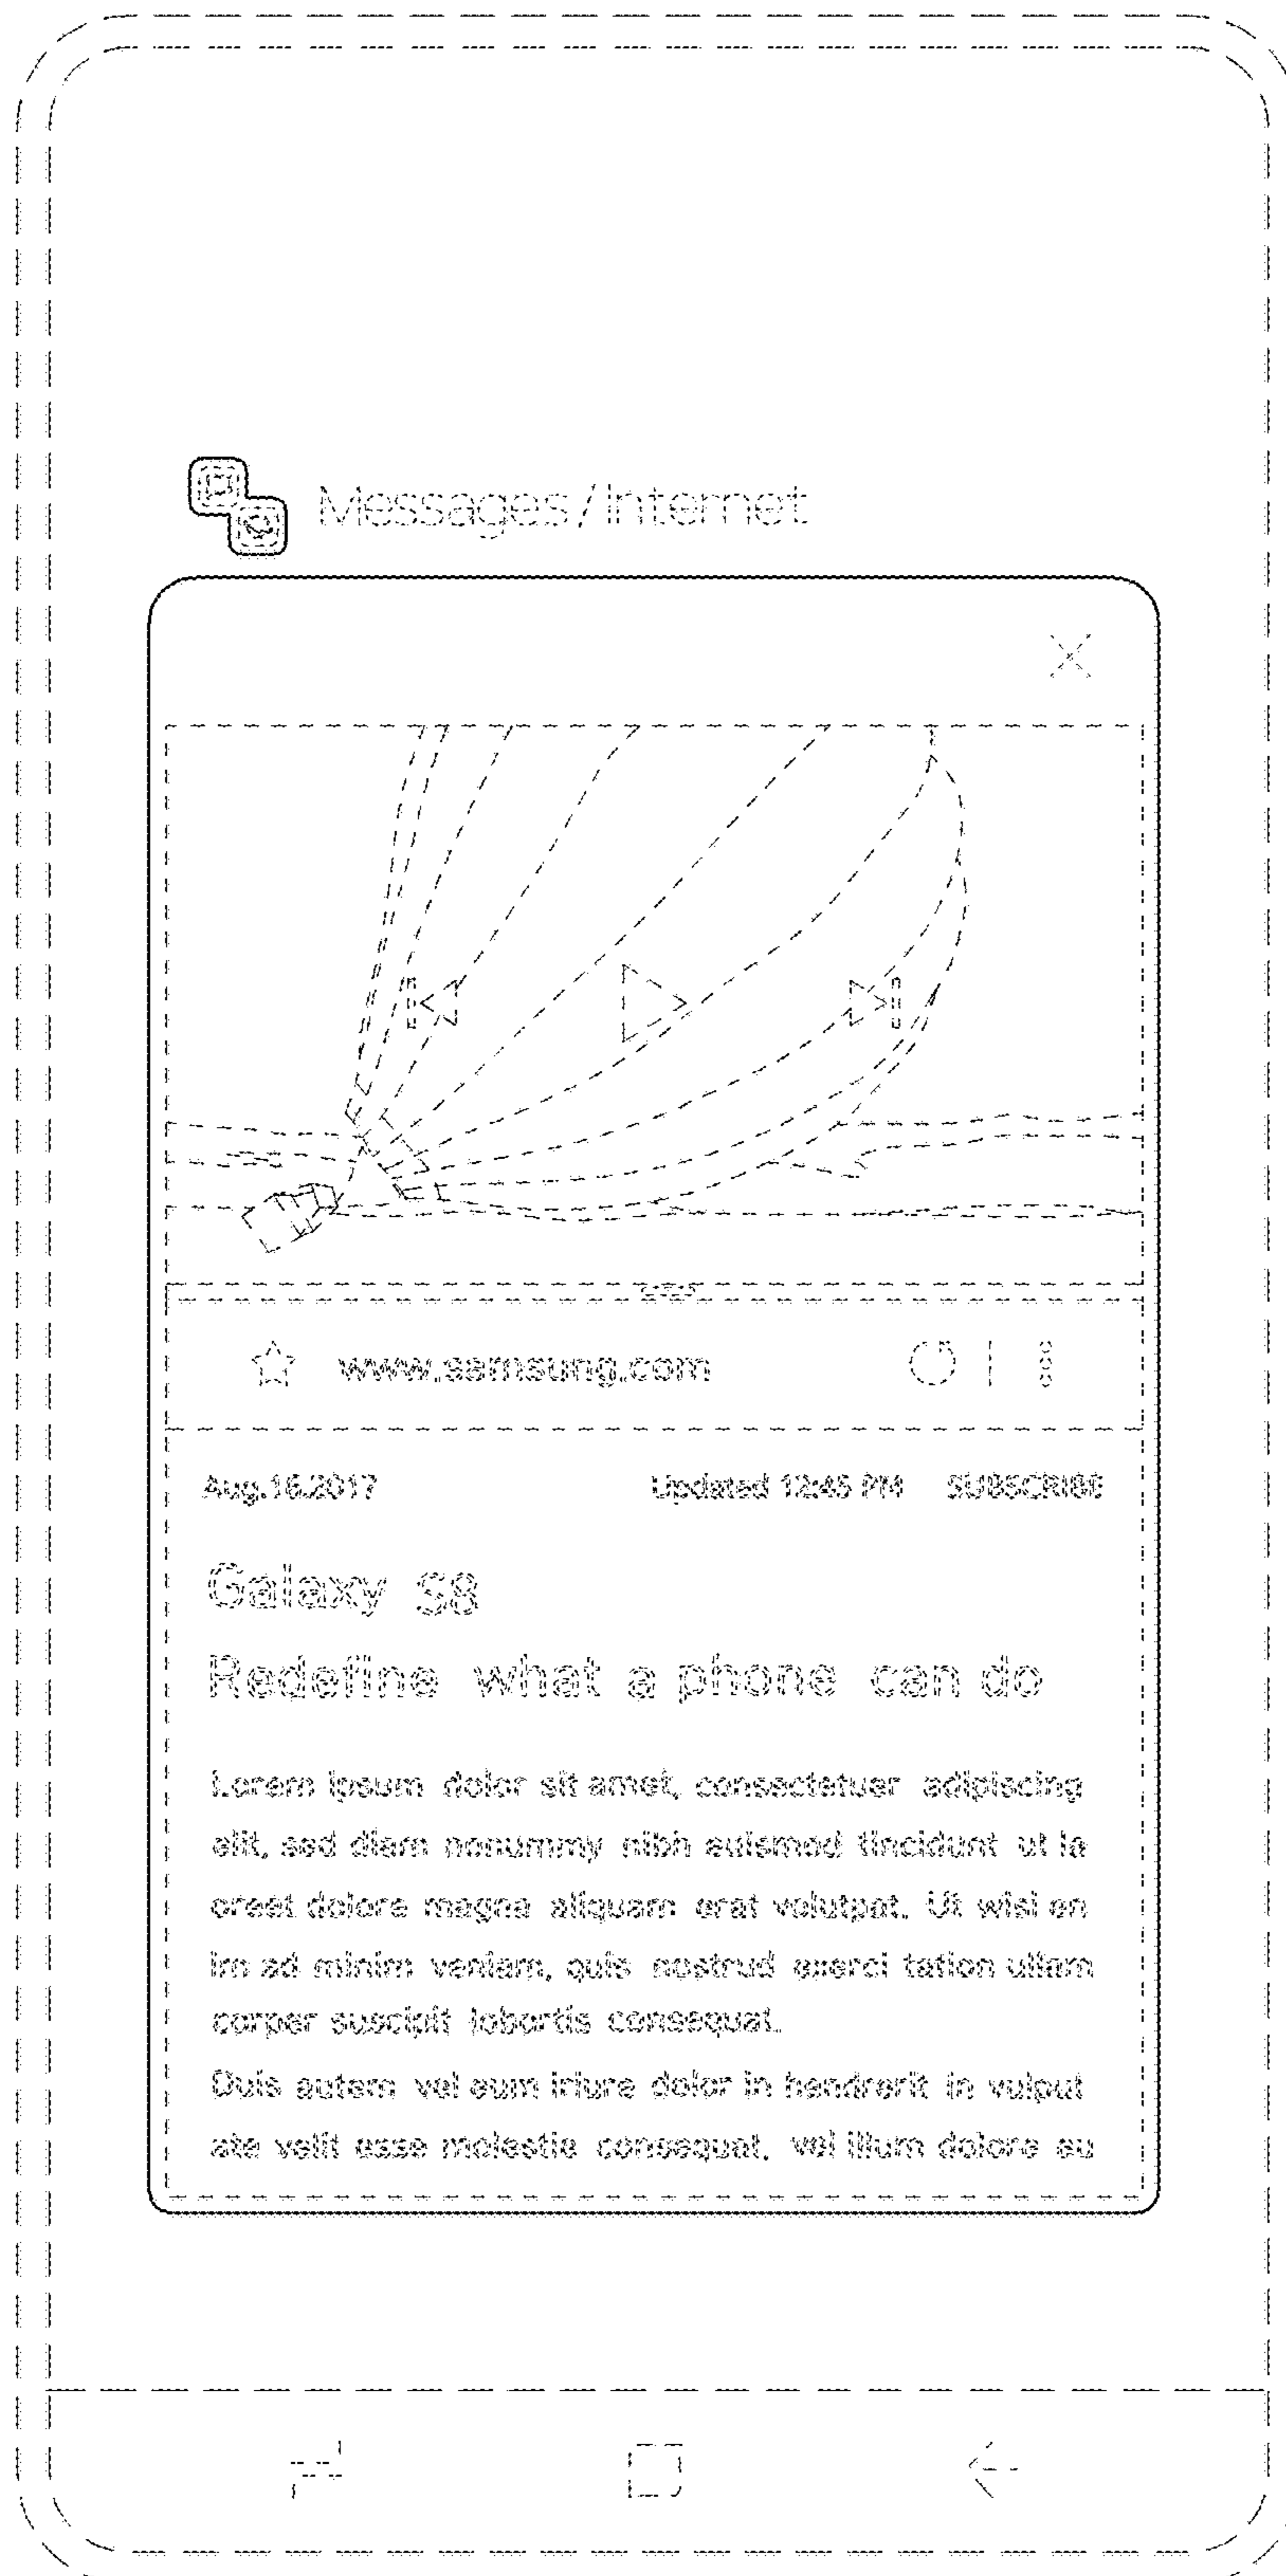 Messages/Internet
www.samsung.com
Aug.16.2017 Updated 12:45 PM SUBSCRIBE
Galaxy S8
Redefine what a phone can do
Lorem ipsum dolor sit amet, consectetuer adipiscing
elit, sed diam nonummy nibh euismod tincidunt ut la
oreet dolore magna aliquam erat volutpat. Ut wisi en
im ad minim veniam, quis nostrud exerci tation ullam
corper suscipit lobortis consequat.
Duis autem vel eum iriure dolor in hendrerit in vulput
ate velit esse molestie consequat. vel illum dolore eu